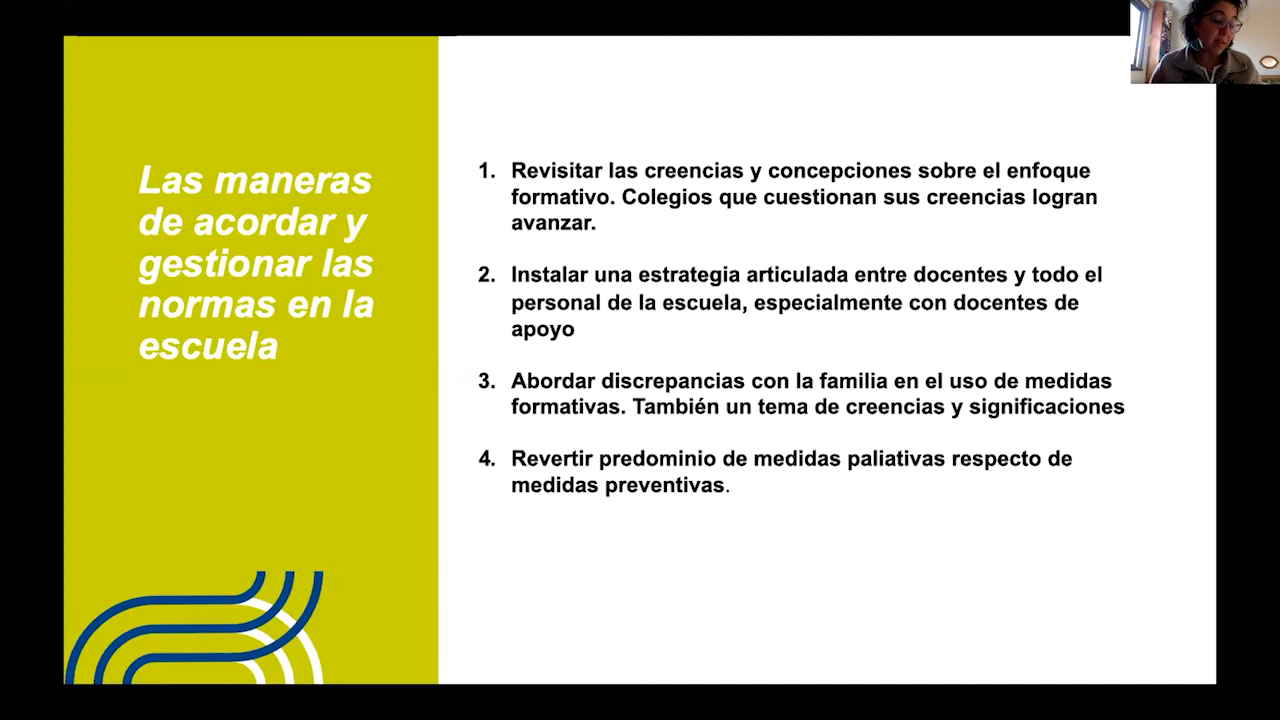 Las maneras
de acordar y
gestionar las
normas en la
escuela
1. Revisitar las creencias y concepciones sobre el enfoque
formativo. Colegios que cuestionan sus creencias logran
avanzar.
2. Instalar una estrategia articulada entre docentes y todo el
personal de la escuela, especialmente con docentes de
apoyo
3. Abordar discrepancias con la familia en el uso de medidas
formativas. También un tema de creencias y significaciones
4. Revertir predominio de medidas paliativas respecto de
medidas preventivas.